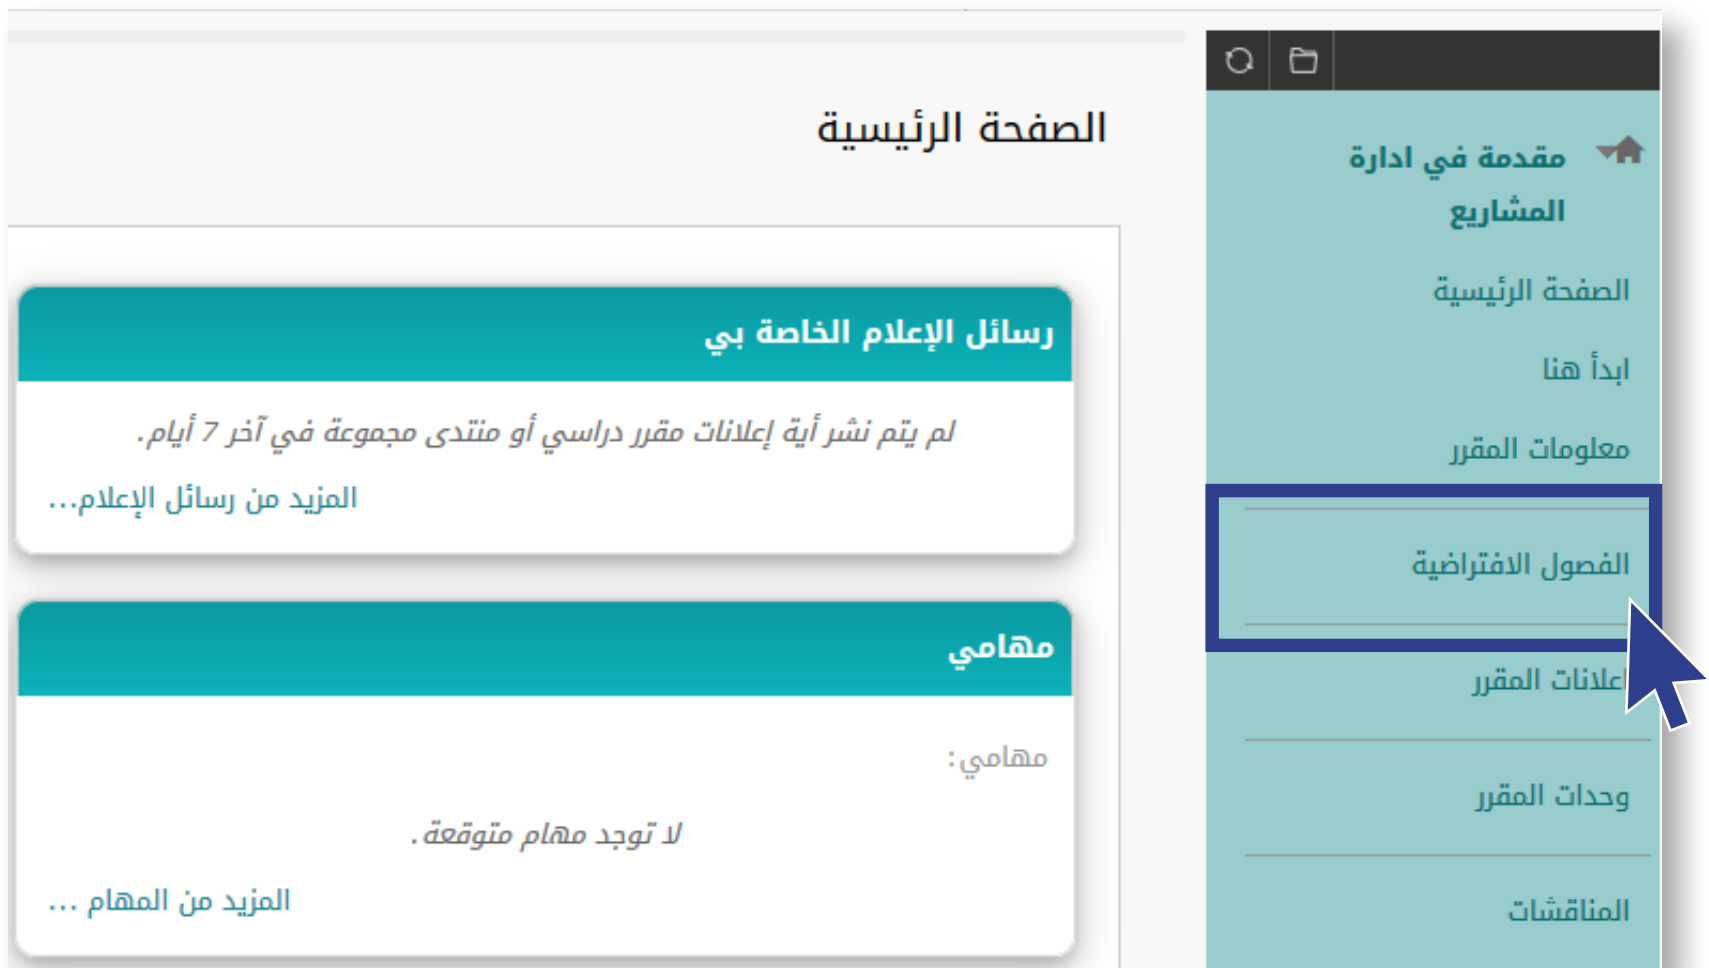 مقدمة في ادارة
المشاريع
الصفحة الرئيسية
ابدأ هنا
معلومات المقرر
الفصول الافتراضية
اعلانات المقرر
وحدات المقرر
المناقشات
الصفحة الرئيسية
رسائل الإعلام الخاصة بي
لم يتم نشر أية إعلانات مقرر دراسي أو منتدى مجموعة في آخر 7 أيام.
المزيد من رسائل الإعلام...
مهامي
مهامي:
لا توجد مهام متوقعة.
المزيد من المهام ...